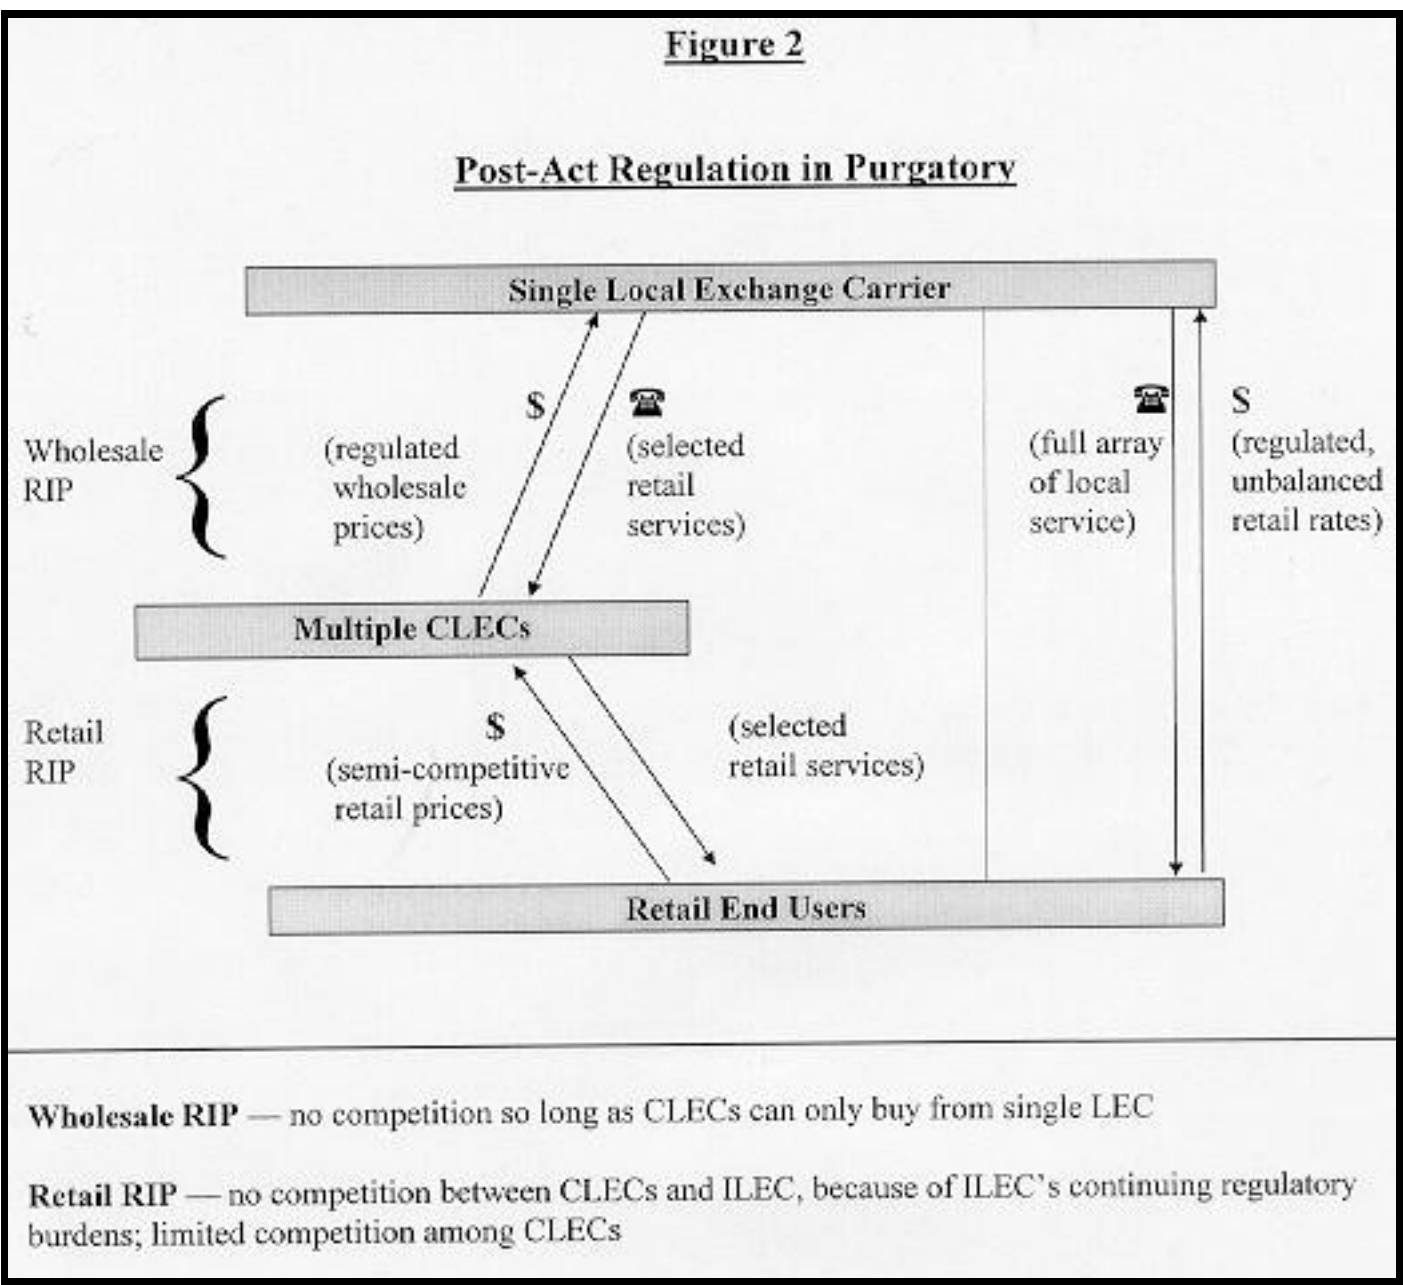 Figure 2
Post-Act Regulation in Purgatory
Single Local Exchange Carrier
$
$
Wholesale
RIP
(regulated
wholesale
prices)
(selected
retail
services)
(full array
of local
service)
(regulated,
unbalanced
retail rates)
Multiple CLECs
Retail
RIP
$
(semi-competitive
retail prices)
(selected
retail services)
Retail End Users
Wholesale RIP — no competition so long as CLECs can only buy from single LEC
Retail RIP — no competition between CLECs and ILEC, because of ILEC's continuing regulatory
burdens; limited competition among CLECs